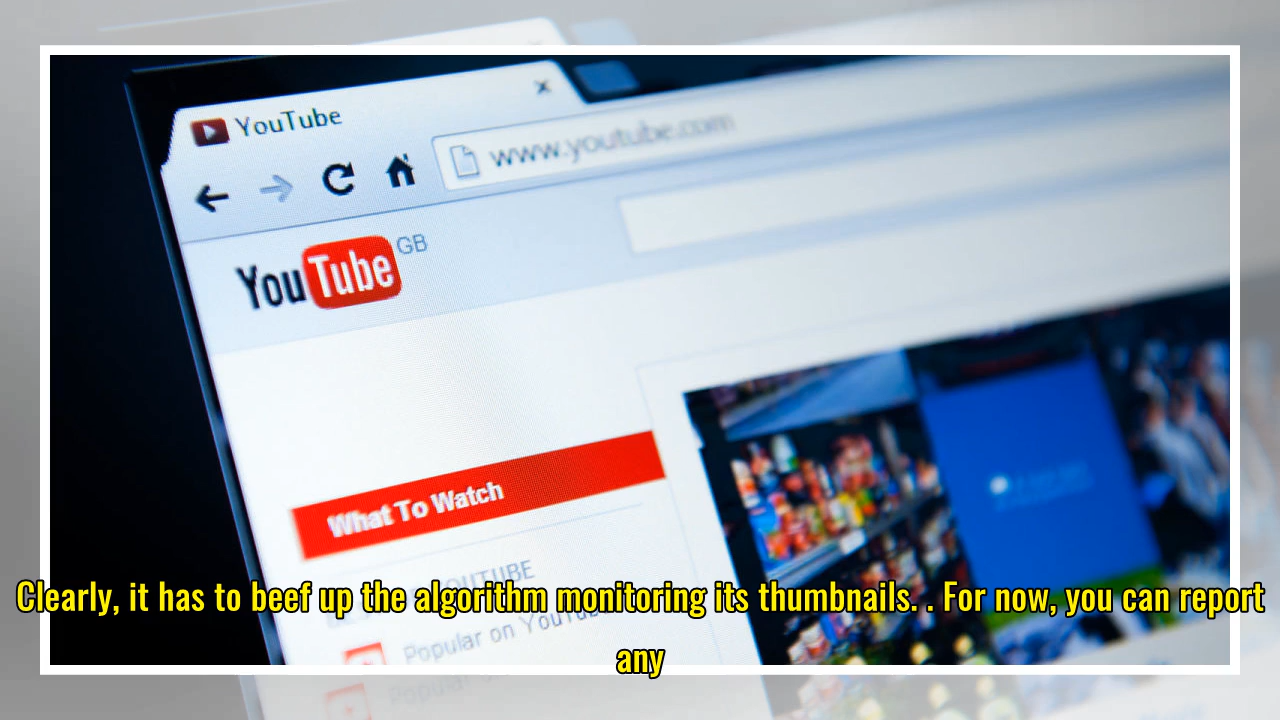 YouTube
www.youtube.com
YouTube GB
What To Watch
YOUTUBE
Popular on YouTube
Clearly, it has to beef up the algorithm monitoring its thumbnails. . For now, you can report
any